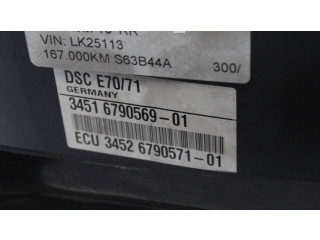 VIN: LK25113
167.000KM S63B44A 300/
DSC E70/71
GERMANY
3451 6790569-01
ECU 3452 6790571-01